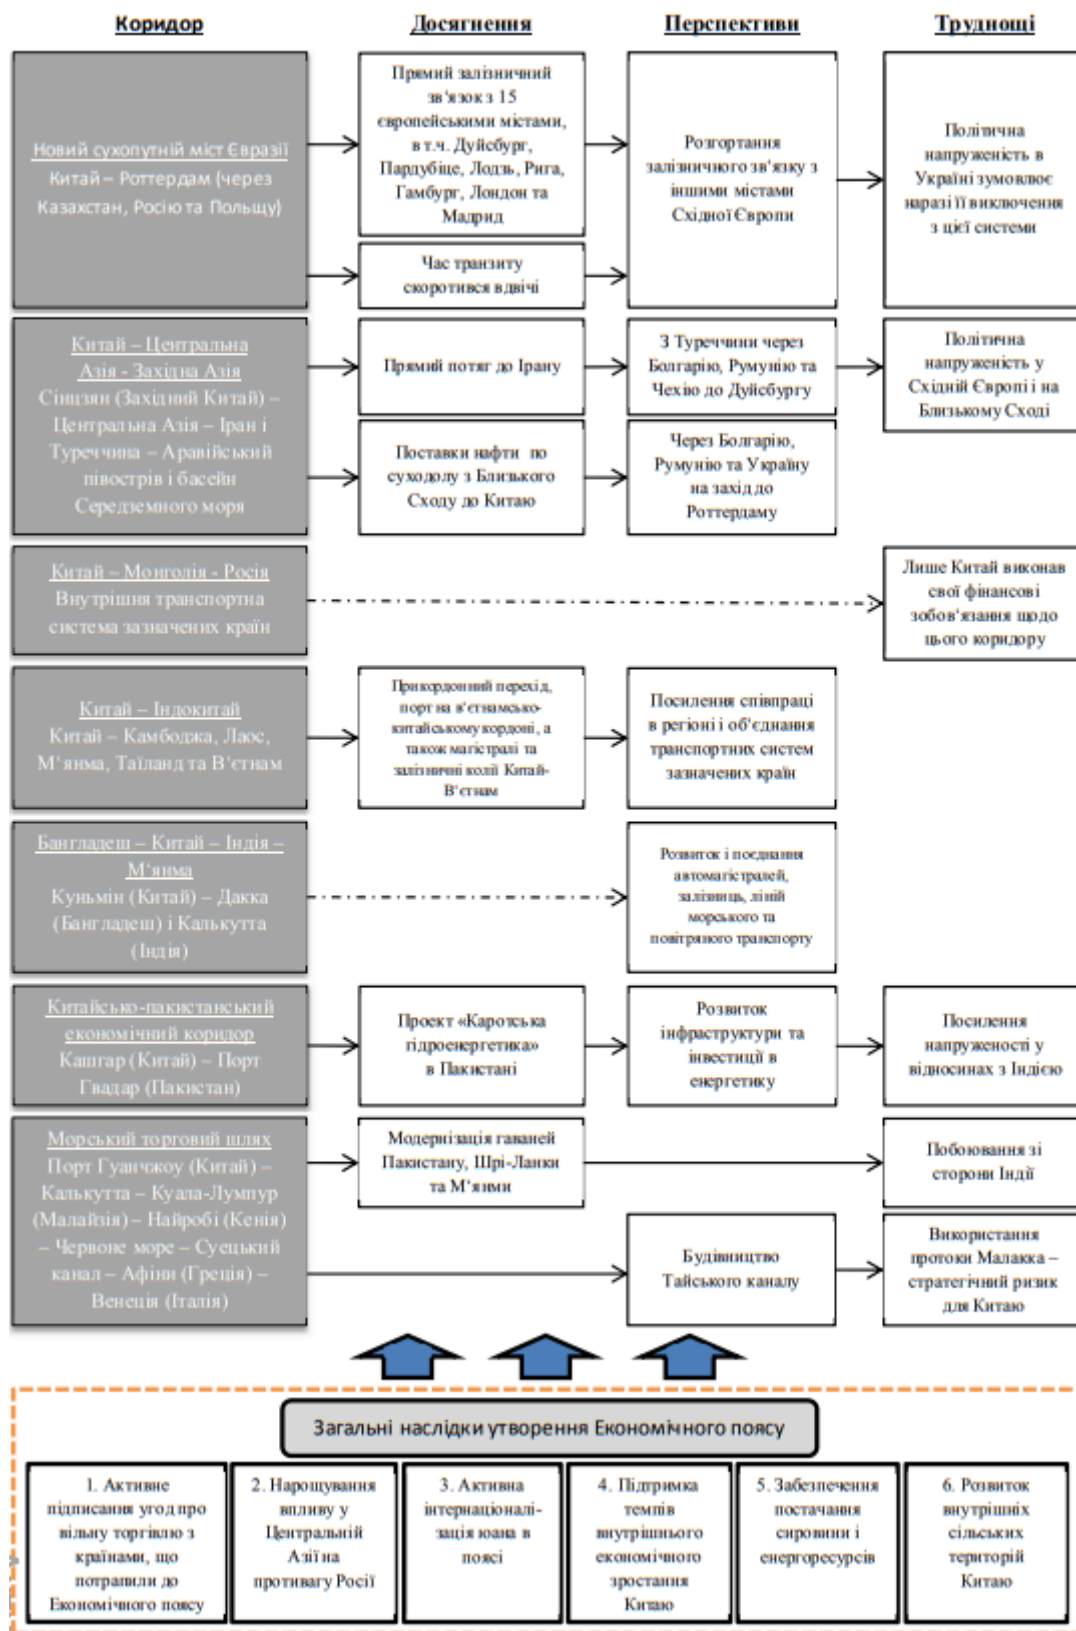 Коридор
Досягнення
Перспективи
Труднощі
Новий сухопутній міст Євразії
Китай – Роттердам (через
Казахстан, Росію та Польщу)
Прямий залізничний
зв'язок з 15
європейськими містами,
в т.ч. Дуйсбург,
Пардубіце, Лодзь, Рига,
Гамбург, Лондон та
Мадрид
Час транзиту
скоротився вдвічі
Розгортання
залізничного зв'язку з
іншими містами
Східної Європи
Політична
напруженість в
Україні зумовлює
наразі її виключення
з цієї системи
Китай – Центральна
Азія - Західна Азія
Сіньцзян (Західний Китай) –
Центральна Азія – Іран і
Туреччина – Аравійський
півострів і басейн
Середземного моря
Прямий потяг до Ірану
З Туреччини через
Болгарію, Румунію та
Чехію до Дуйсбургу
Політична
напруженість у
Східній Європі і на
Близькому Сході
Поставки нафти по
суходолу з Близького
Сходу до Китаю
Через Болгарію,
Румунію та Україну
на захід до
Роттердаму
Китай – Монголія - Росія
Внутрішня транспортна
система зазначених країн
Лише Китай виконав
свої фінансові
зобов'язання щодо
цього коридору
Китай – Індокитай
Китай – Камбоджа, Лаос,
М'янма, Таїланд та В'єтнам
Прикордонний перехід,
порт на в'єтнамсько-
китайському кордоні, а
також магістралі та
залізничні колії Китай-
В'єтнам
Посилення співпраці
в регіоні і об'єднання
транспортних систем
зазначених країн
Бангладеш – Китай – Індія –
М'янма
Куньмін (Китай) – Дакка
(Бангладеш) і Калькутта
(Індія)
Розвиток і поєднання
автомагістралей,
залізниць, ліній
морського та
повітряного транспорту
Китайсько-пакистанський
економічний коридор
Кашгар (Китай) – Порт
Гвадар (Пакистан)
Проект «Каротська
гідроенергетика»
в Пакистані
Розвиток
інфраструктури та
інвестиції в
енергетику
Посилення
напруженості у
відносинах з Індією
Морський торговий шлях
Порт Гуанчжоу (Китай) –
Калькутта – Куала-Лумпур
(Малайзія) – Найробі (Кенія)
– Червоне море – Суецький
канал – Афіни (Греція) –
Венеція (Італія)
Модернізація гаваней
Пакистану, Шрі-Ланки
та М'янми
Побоювання зі
сторони Індії
Будівництво
Тайського каналу
Використання
протоки Малакка –
стратегічний ризик
для Китаю
Загальні наслідки утворення Економічного поясу
1. Активне
підписання угод про
вільну торгівлю з
країнами, що
потрапили до
Економічного поясу
2. Нарощування
впливу у
Центральній
Азії на
противагу Росії
3. Активна
інтернаціоналі-
зація юаня в
поясі
4. Підтримка
темпів
внутрішнього
економічного
зростання
Китаю
5. Забезпечення
постачання
сировини і
енергоресурсів
6. Розвиток
внутрішніх
сільських
територій
Китаю